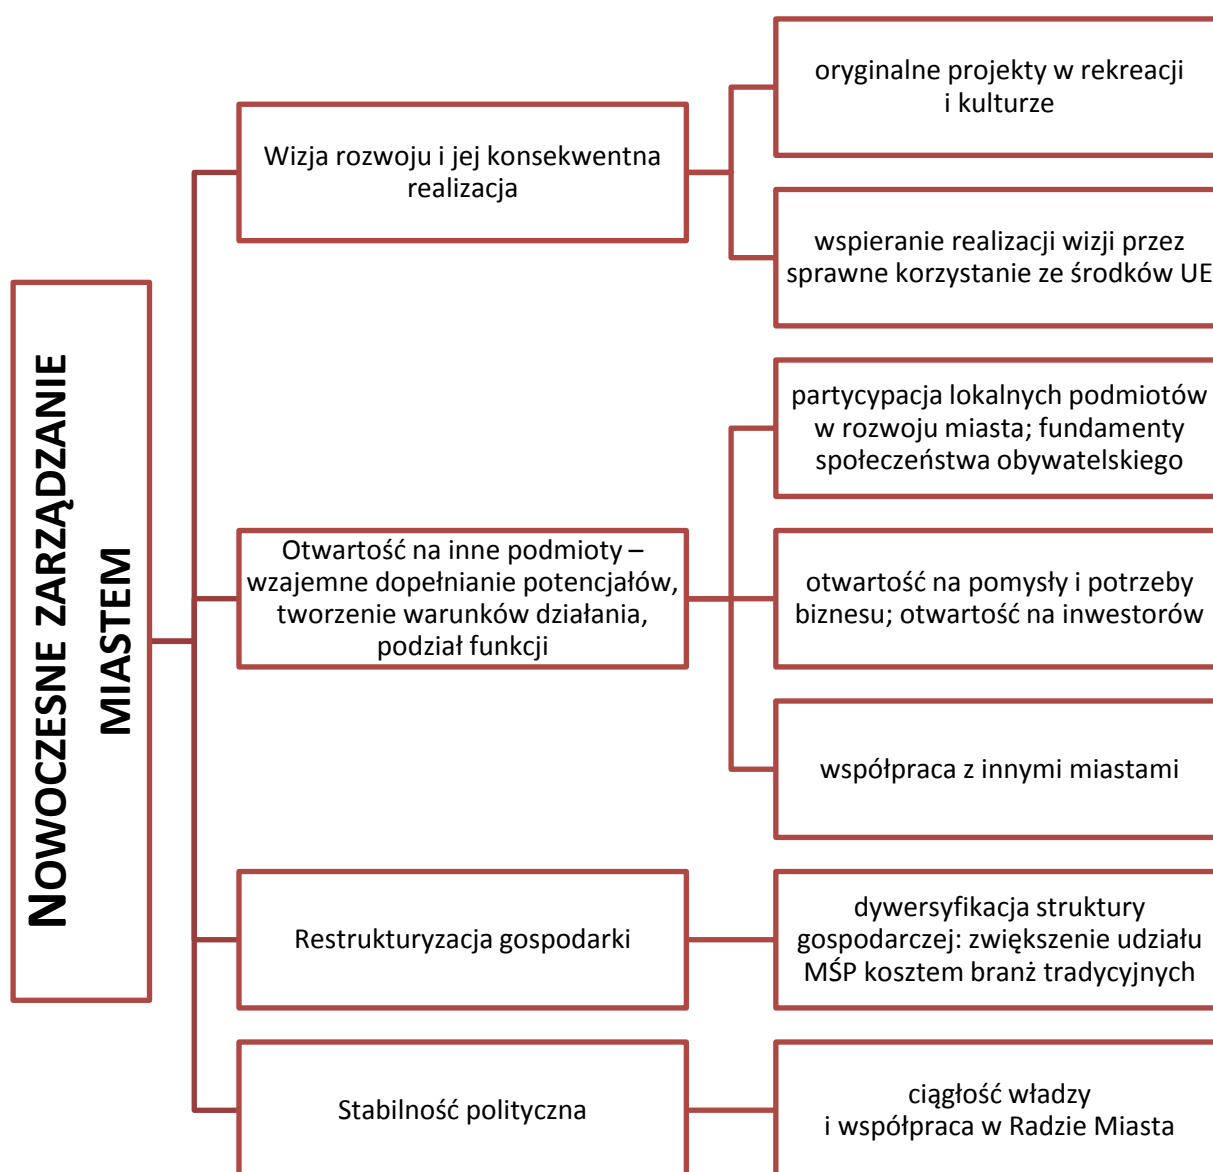 NOWOCZESNE ZARZĄDZANIE
MIASTEM
Wizja rozwoju i jej konsekwentna
realizacja
oryginalne projekty w rekreacji
i kulturze
wspieranie realizacji wizji przez
sprawne korzystanie ze środków UE
Otwartość na inne podmioty –
wzajemne dopełnianie potencjałów,
tworzenie warunków działania,
podział funkcji
partycypacja lokalnych podmiotów
w rozwoju miasta; fundamenty
społeczeństwa obywatelskiego
otwartość na pomysły i potrzeby
biznesu; otwartość na inwestorów
współpraca z innymi miastami
Restrukturyzacja gospodarki
dywersyfikacja struktury
gospodarczej: zwiększenie udziału
MŚP kosztem branż tradycyjnych
Stabilność polityczna
ciągłość władzy
i współpraca w Radzie Miasta